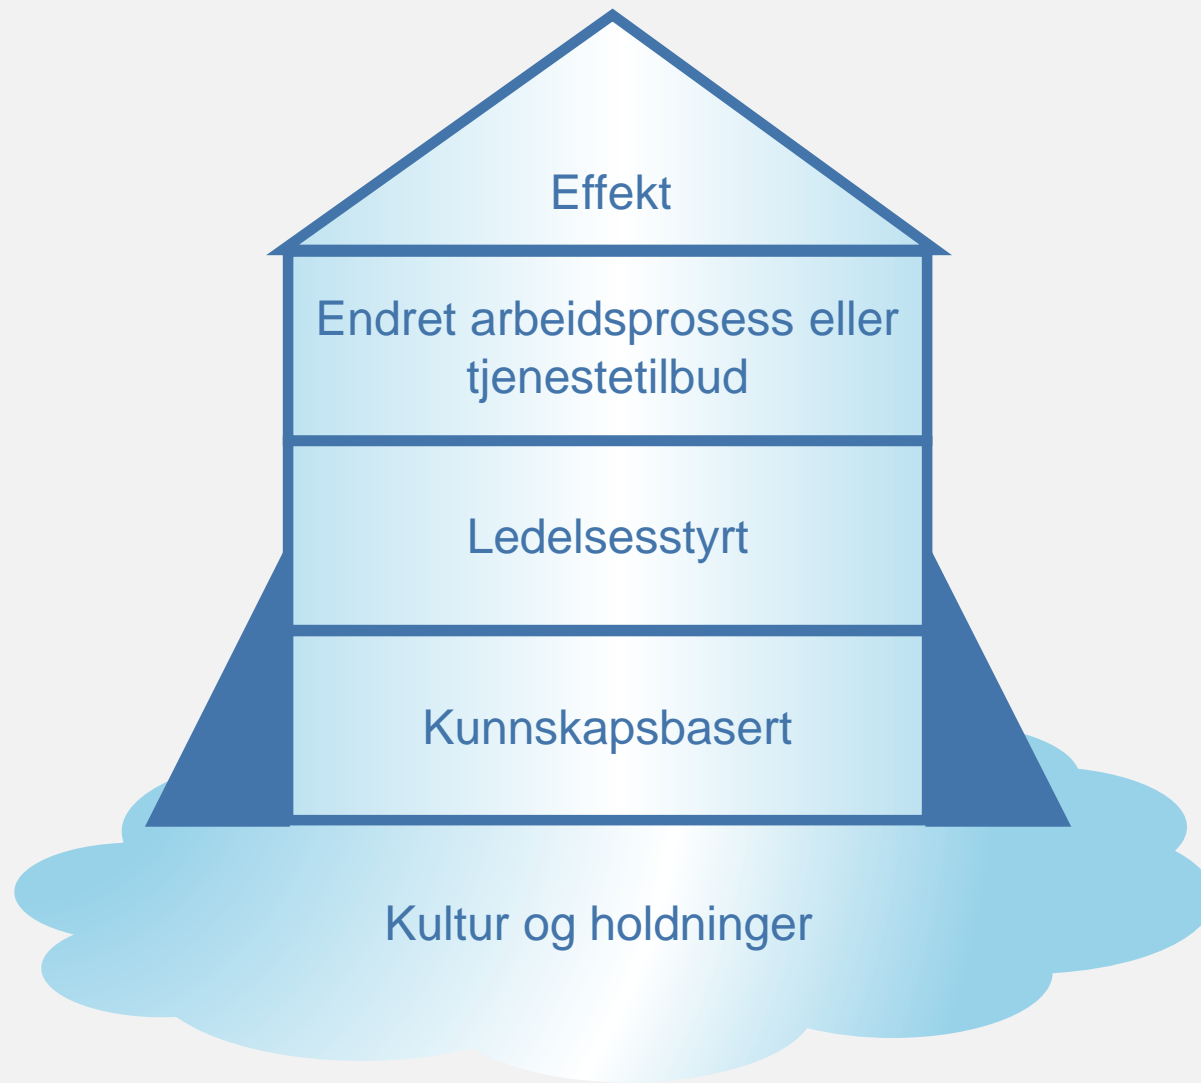 Effekt
Endret arbeidsprosess eller
tjenestetilbud
Ledelsesstyrt
Kunnskapsbasert
Kultur og holdninger